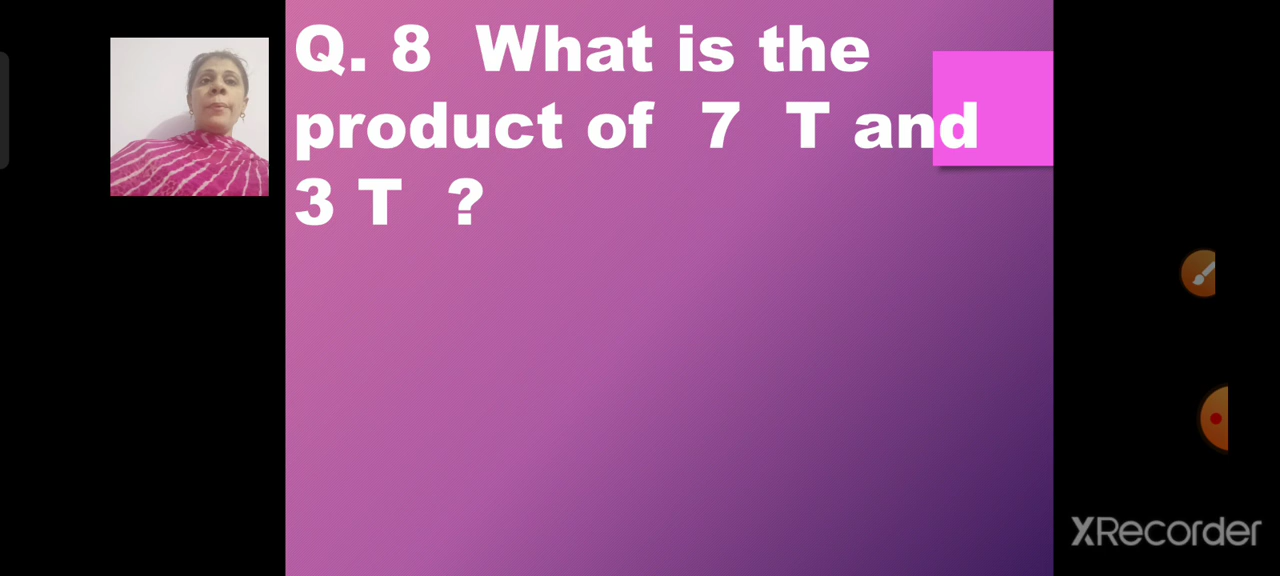 Q. 8 What is the
product of 7 T and
3 T ?
XRecorder